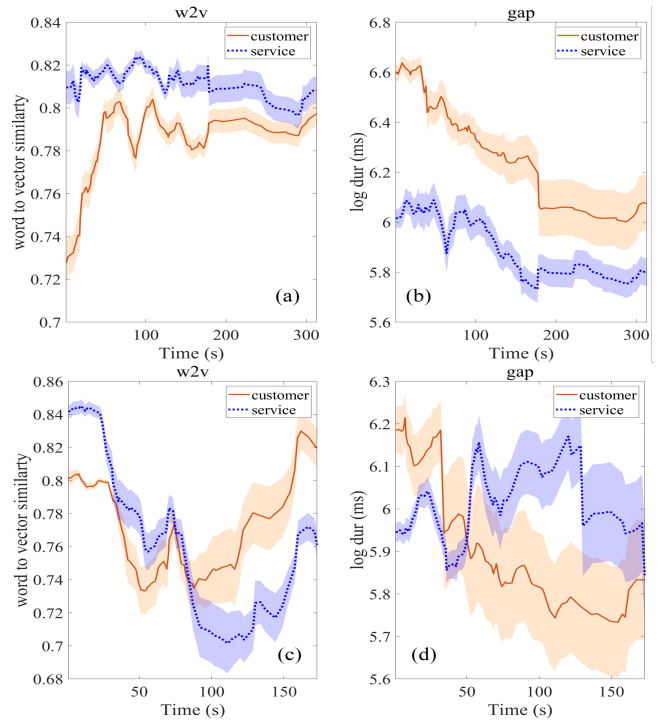 w2v
customer
service
word to vector similarty
0.84
0.82
0.8
0.78
0.76
0.74
0.72
0.7
100 200 300
Time (s)
(a)
gap
customer
service
log dur (ms)
6.8
6.6
6.4
6.2
6
5.8
5.6
100 200 300
Time (s)
(b)
w2v
customer
service
word to vector similarty
0.86
0.84
0.82
0.8
0.78
0.76
0.74
0.72
0.7
0.68
50 100 150
Time (s)
(c)
gap
customer
service
log dur (ms)
6.3
6.2
6.1
6
5.9
5.8
5.7
5.6
50 100 150
Time (s)
(d)